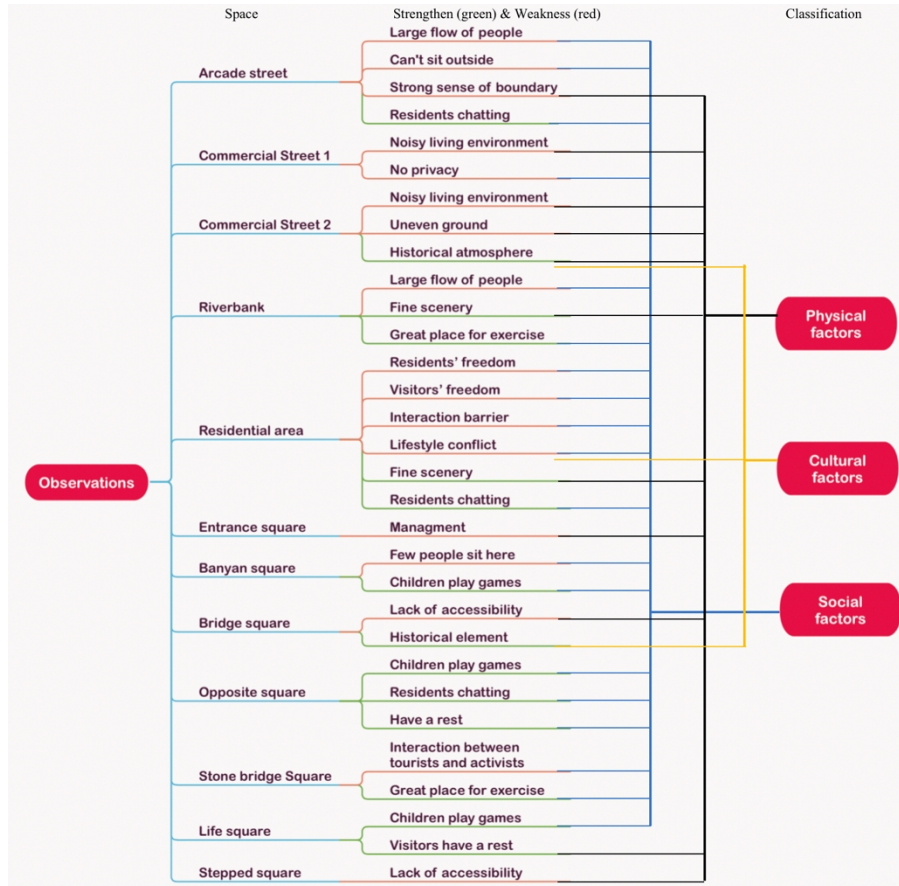 Space
Strengthen (green) & Weakness (red)
Classification
Observations
Arcade street
Large flow of people
Can't sit outside
Strong sense of boundary
Residents chatting
Commercial Street 1
Noisy living environment
No privacy
Commercial Street 2
Noisy living environment
Uneven ground
Historical atmosphere
Riverbank
Large flow of people
Fine scenery
Great place for exercise
Residential area
Residents' freedom
Visitors' freedom
Interaction barrier
Lifestyle conflict
Fine scenery
Residents chatting
Entrance square
Managment
Banyan square
Few people sit here
Children play games
Bridge square
Lack of accessibility
Historical element
Opposite square
Children play games
Residents chatting
Have a rest
Stone bridge Square
Interaction between
tourists and activists
Great place for exercise
Life square
Children play games
Visitors have a rest
Stepped square
Lack of accessibility
Physical
factors
Cultural
factors
Social
factors